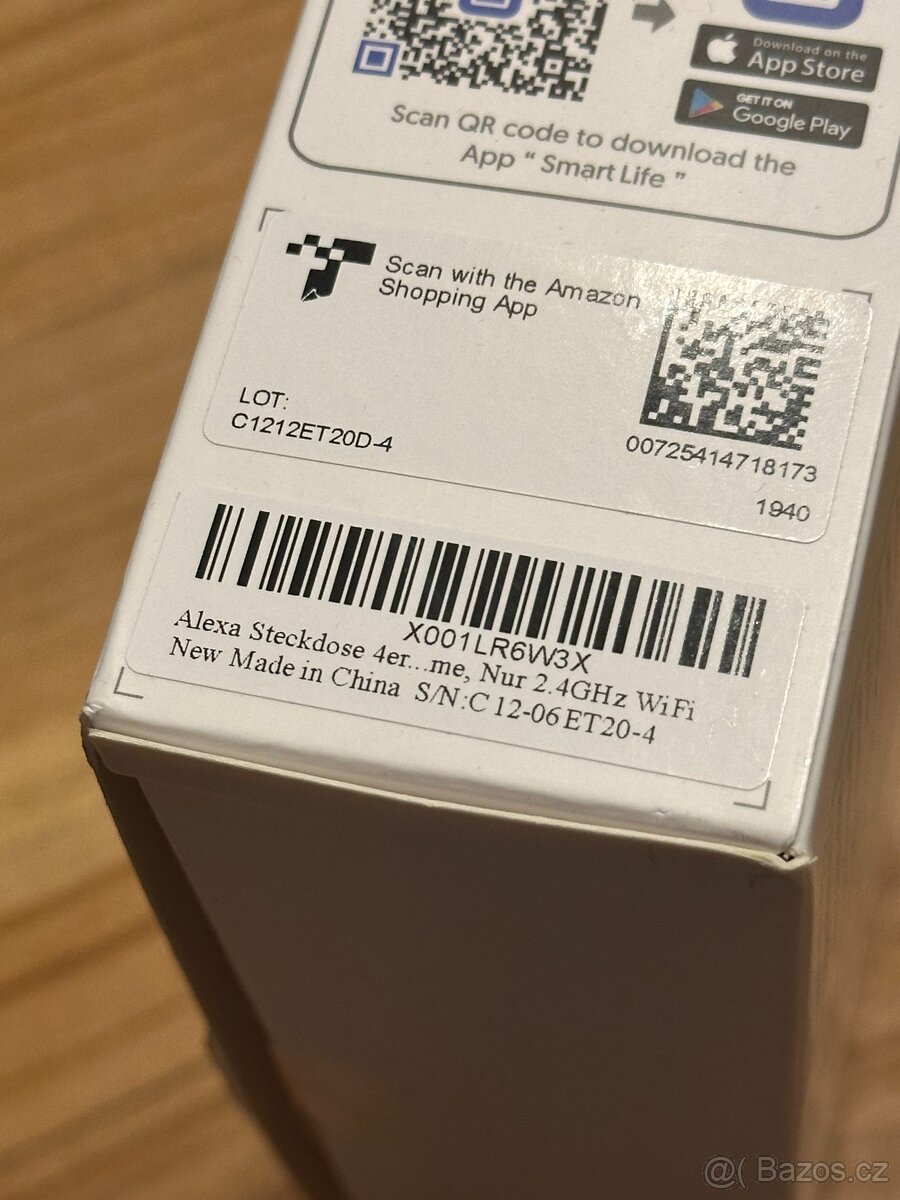 Download on the
App Store
GET IT ON
Google Play
Scan QR code to download the
App “ Smart Life ”
Scan with the Amazon
Shopping App
LOT:
C1212ET20D-4
00725414718173
1940
X001LR6W3X
Alexa Steckdose 4er...me, Nur 2.4GHz WiFi
New Made in China S/N:C 12-06 ET20-4
@( Bazos.cz